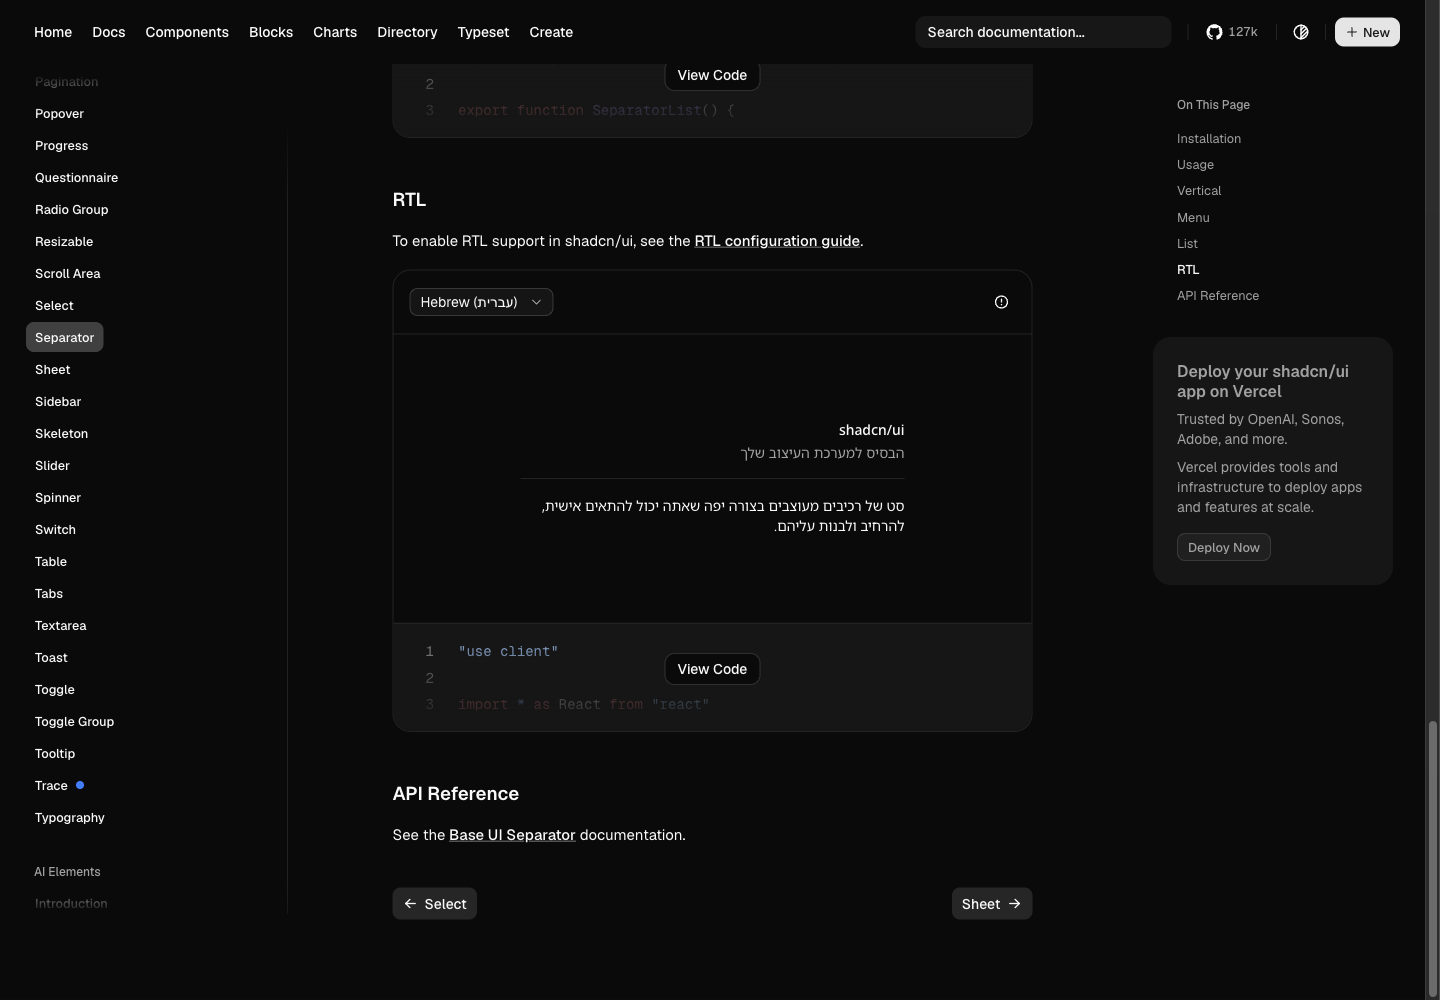 Home Docs Components Blocks Charts Directory Typeset Create Search documentation... 127k New
Pagination
Popover
Progress
Questionnaire
Radio Group
Resizable
Scroll Area
Select
Separator
Sheet
Sidebar
Skeleton
Slider
Spinner
Switch
Table
Tabs
Textarea
Toast
Toggle
Toggle Group
Tooltip
Trace
Typography
AI Elements
Introduction
2
View Code
3 export function SeparatorList() {
RTL
To enable RTL support in shadcn/ui, see the RTL configuration guide.
Hebrew (עברית)
shadcn/ui
הבסיס למערכת העיצוב שלך
סט של רכיבים מעוצבים בצורה יפה שאתה יכול להתאים אישית,
להרחיב ולבנות עליהם.
1 "use client"
View Code
2
3 import * as React from "react"
API Reference
See the Base UI Separator documentation.
Select
Sheet
On This Page
Installation
Usage
Vertical
Menu
List
RTL
API Reference
Deploy your shadcn/ui
app on Vercel
Trusted by OpenAI, Sonos,
Adobe, and more.
Vercel provides tools and
infrastructure to deploy apps
and features at scale.
Deploy Now